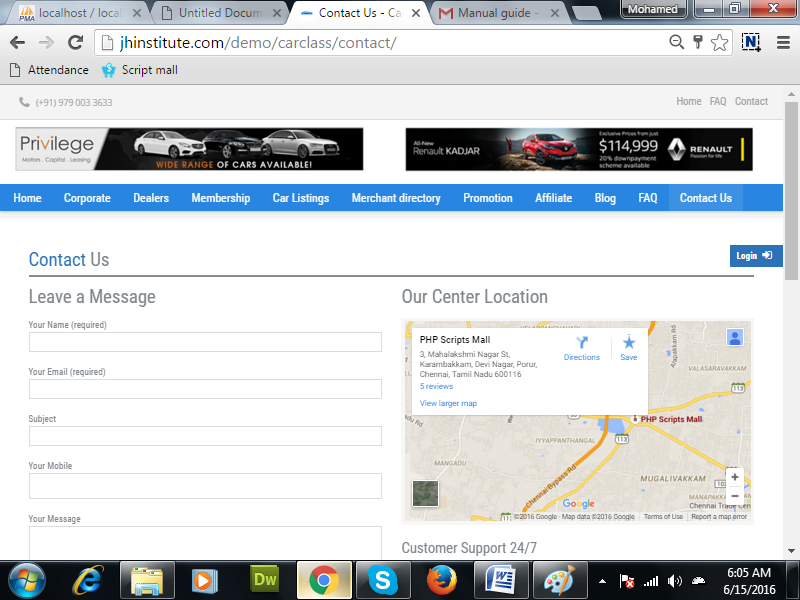 Mohamed
localhost / local
Untitled Docum
Contact Us - Ca
Manual guide -
jhinstitute.com/demo/carclass/contact/
Attendance
Script mall
(+91) 979 003 3633
Home FAQ Contact
Privilege
Motors . Capital . Leasing
WIDE RANGE OF CARS AVAILABLE!
All-New
Renault KADJAR
Exclusive Prices from just
$114,999
20% downpayment
scheme available
RENAULT
Passion for life
Home Corporate Dealers Membership Car Listings Merchant directory Promotion Affiliate Blog FAQ Contact Us
Login
Contact Us
Leave a Message
Your Name (required)
Your Email (required)
Subject
Your Mobile
Your Message
Our Center Location
PHP Scripts Mall
3, Mahalakshmi Nagar St,
Karambakkam, Devi Nagar, Porur,
Chennai, Tamil Nadu 600116
5 reviews
View larger map
Directions
Save
VALASARAVAKKAM
113
PHP Scripts Mall
113
IYYAPPANTHANGAL
MANGADU
Chennai Bypass Rd
MUGALIVAKKAM
MANAPAKKAM
Chennai Trade Cen
Google
©2016 Google - Map data ©2016 Google Terms of Use Report a map error
Customer Support 24/7
Dw
6:05 AM
6/15/2016